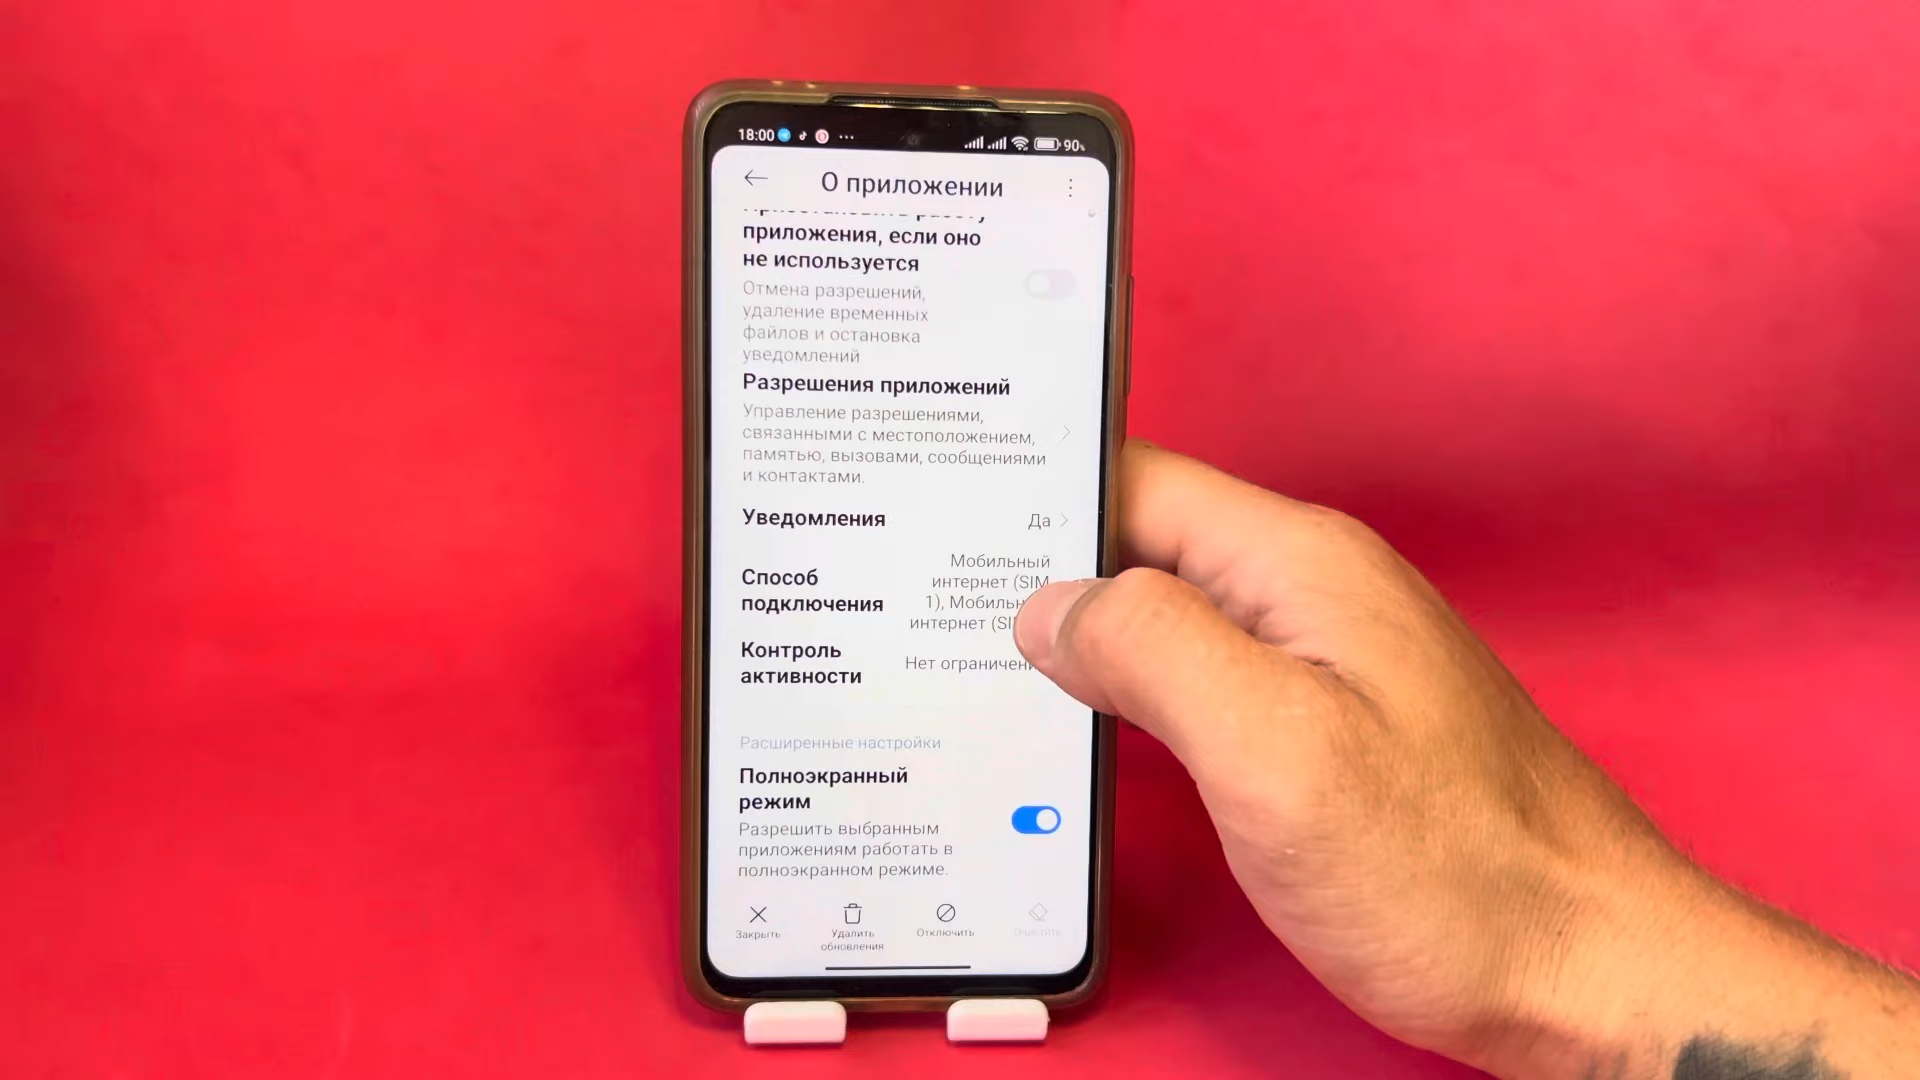 18:00
90%
О приложении
приложения, если оно
не используется
Отмена разрешений,
удаление временных
файлов и остановка
уведомлений
Разрешения приложений
Управление разрешениями,
связанными с местоположением,
памятью, вызовами, сообщениями
и контактами.
Уведомления
Да
Способ
подключения
Мобильный
интернет (SIM
1), Мобильн
интернет (SI
Контроль
активности
Нет ограничен
Расширенные настройки
Полноэкранный
режим
Разрешить выбранным
приложениям работать в
полноэкранном режиме.
Закрыть
Удалить
обновления
Отключить
Очистить